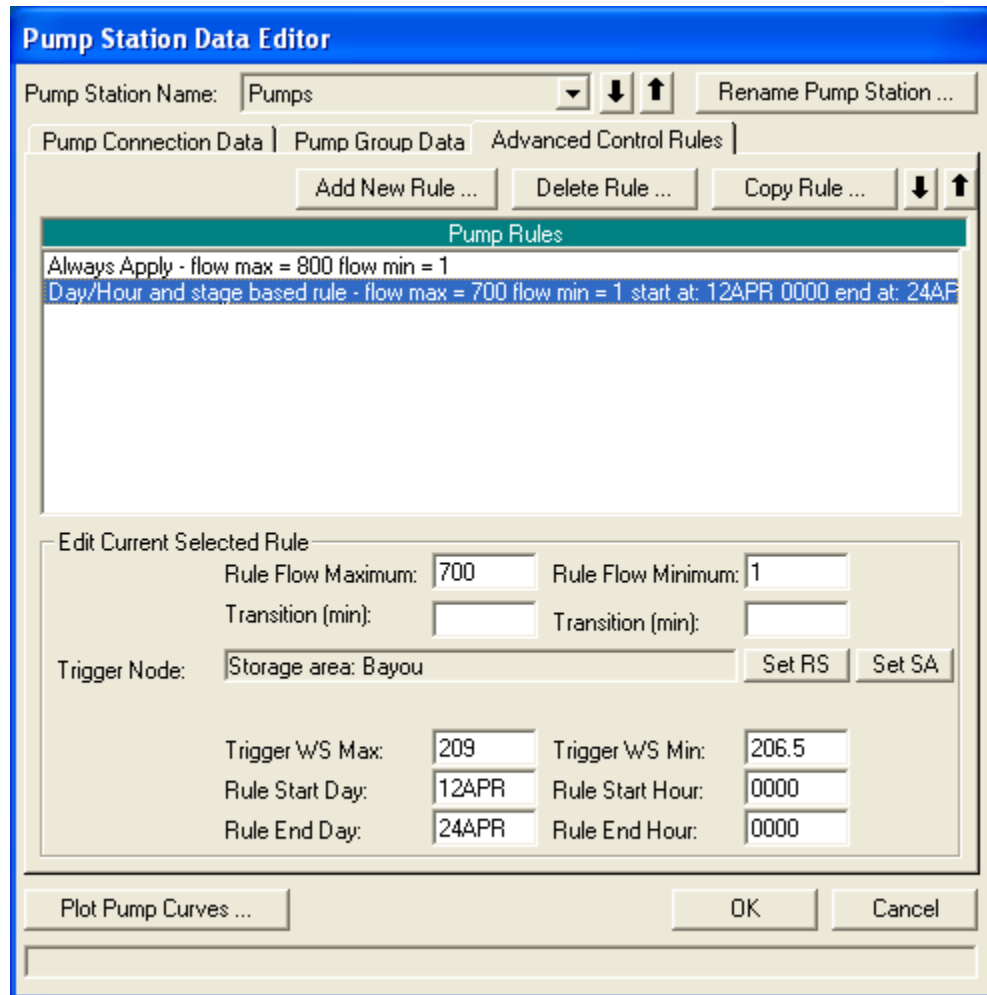 Pump Station Data Editor
Pump Station Name: Pumps Rename Pump Station ...
Pump Connection Data Pump Group Data Advanced Control Rules
Add New Rule ... Delete Rule ... Copy Rule ...
Pump Rules
Always Apply - flow max = 800 flow min = 1
Day/Hour and stage based rule - flow max = 700 flow min = 1 start at: 12APR 0000 end at: 24AP
Edit Current Selected Rule
Rule Flow Maximum: 700 Rule Flow Minimum: 1
Transition (min): Transition (min):
Trigger Node: Storage area: Bayou Set RS Set SA
Trigger WS Max: 209 Trigger WS Min: 206.5
Rule Start Day: 12APR Rule Start Hour: 0000
Rule End Day: 24APR Rule End Hour: 0000
Plot Pump Curves ... OK Cancel